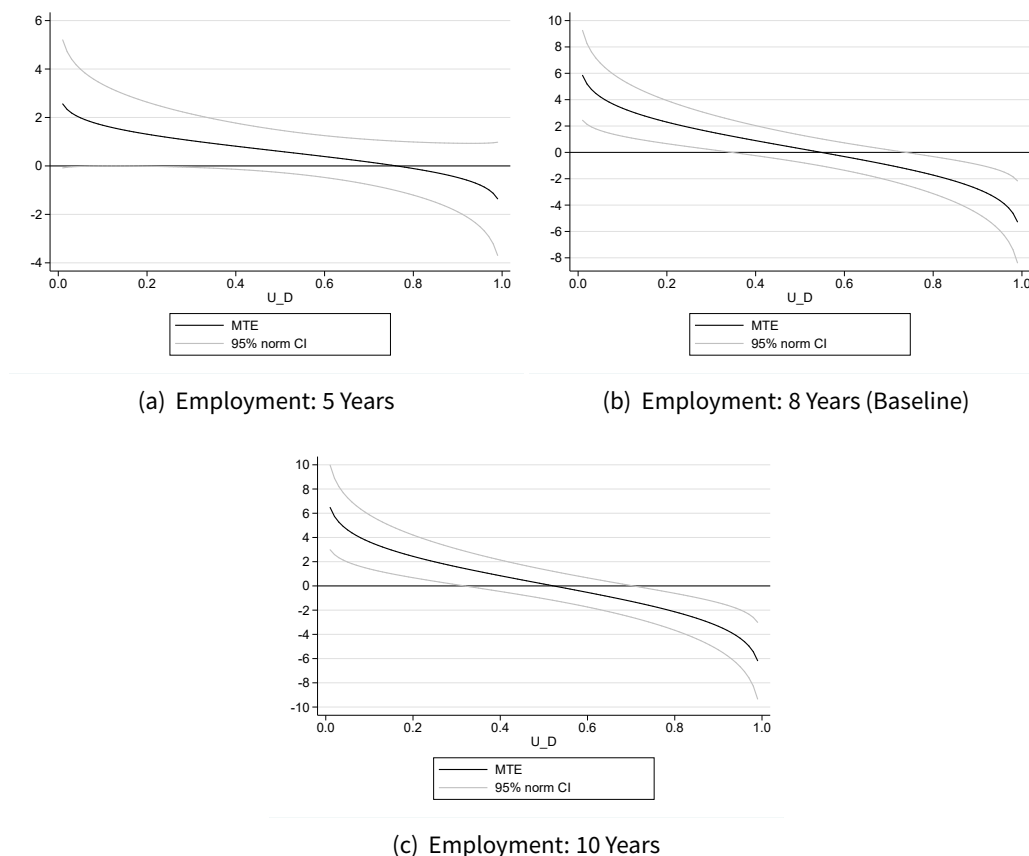 6
4
2
0
-2
-4
0.0 0.2 0.4 0.6 0.8 1.0
U_D
MTE
95% norm CI
(a) Employment: 5 Years
10
8
6
4
2
0
-2
-4
-6
-8
0.0 0.2 0.4 0.6 0.8 1.0
U_D
MTE
95% norm CI
(b) Employment: 8 Years (Baseline)
10
8
6
4
2
0
-2
-4
-6
-8
-10
0.0 0.2 0.4 0.6 0.8 1.0
U_D
MTE
95% norm CI
(c) Employment: 10 Years